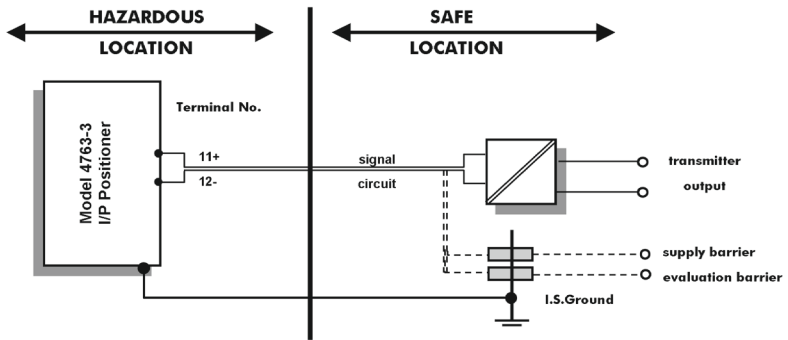 HAZARDOUS
LOCATION
SAFE
LOCATION
Terminal No.
Model 4763-3
I/P Positioner
11+
12-
signal
circuit
transmitter
output
supply barrier
evaluation barrier
I.S.Ground